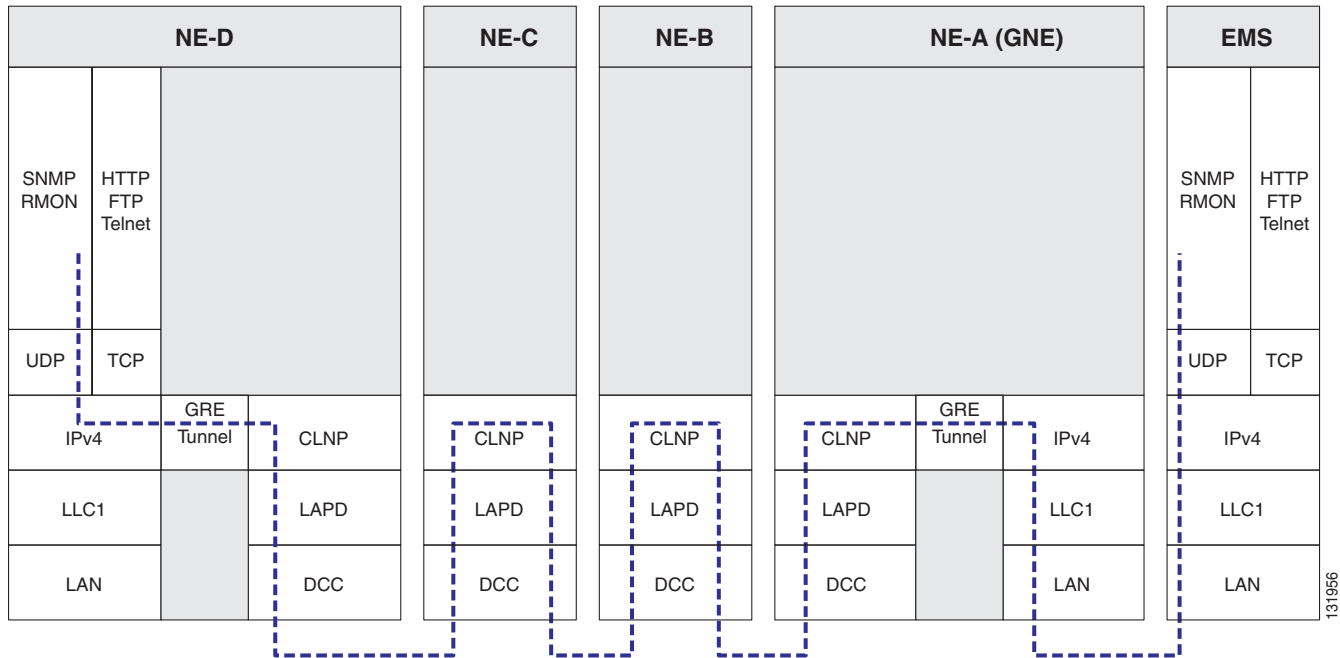 NE-D NE-C NE-B NE-A (GNE) EMS
SNMP
RMON
HTTP
FTP
Telnet
SNMP
RMON
HTTP
FTP
Telnet
UDP TCP UDP TCP
IPv4 GRE
Tunnel CLNP CLNP CLNP CLNP GRE
Tunnel IPv4 IPv4
LLC1 LAPD LAPD LAPD LAPD LLC1 LLC1
LAN DCC DCC DCC DCC LAN LAN
131956